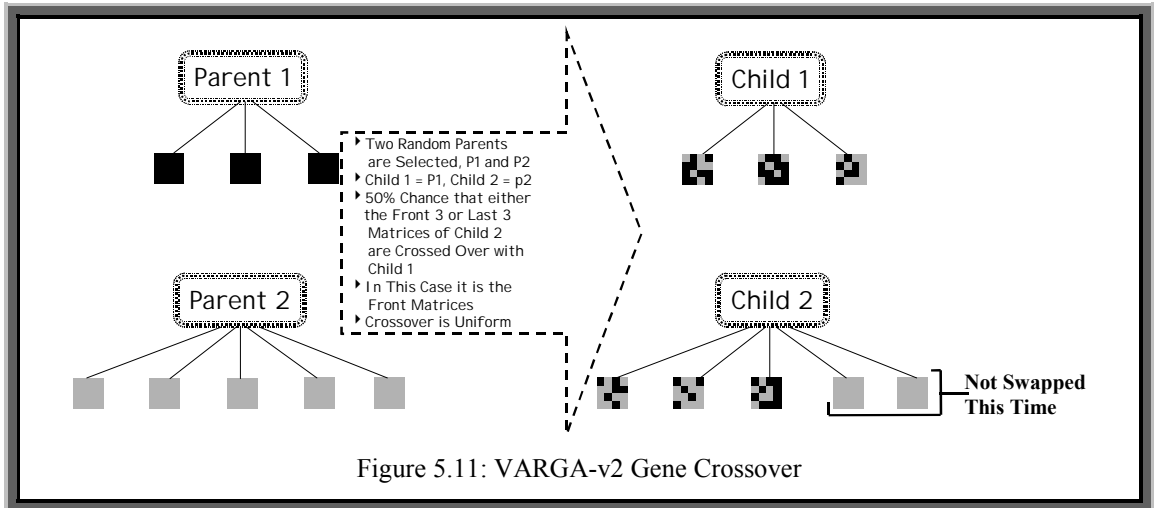 Parent 1
Parent 2
‣ Two Random Parents
are Selected, P1 and P2
‣ Child 1 = P1, Child 2 = p2
‣ 50% Chance that either
the Front 3 or Last 3
Matrices of Child 2
are Crossed Over with
Child 1
‣ In This Case it is the
Front Matrices
‣ Crossover is Uniform
Child 1
Child 2
Not Swapped
This Time
Figure 5.11: VARGA-v2 Gene Crossover